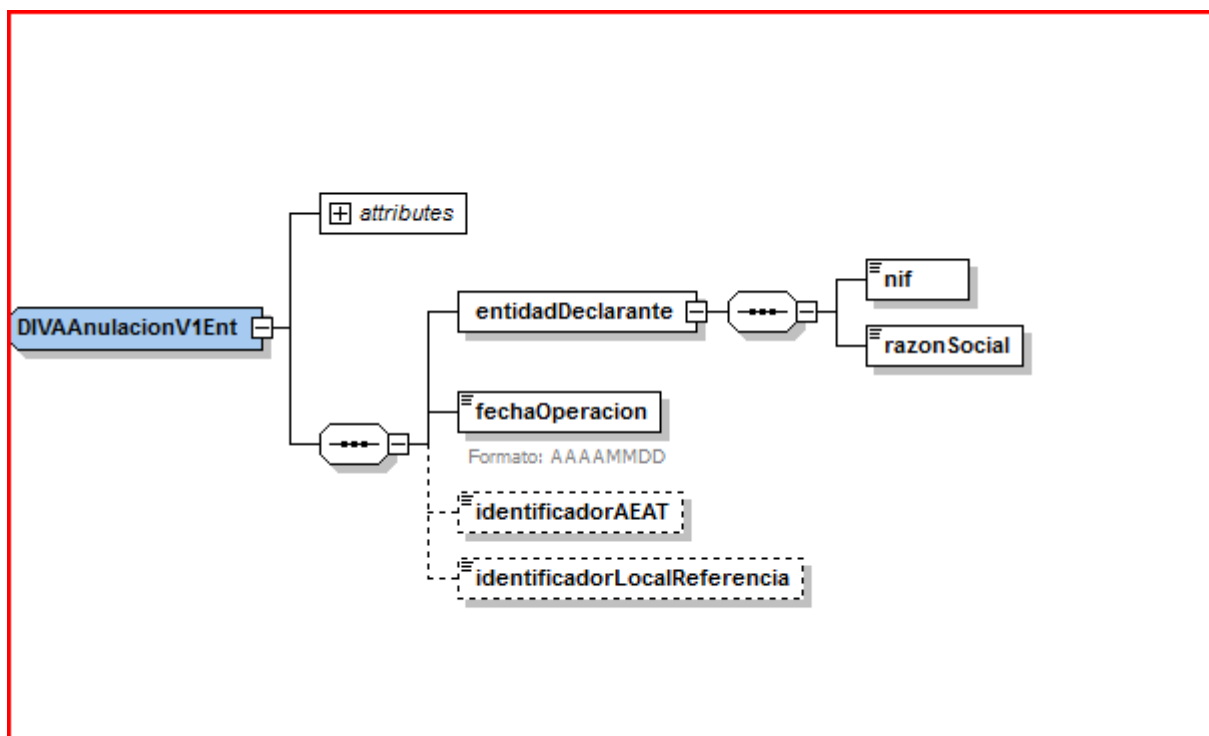 attributes
DIVAAnulacionV1Ent
entidadDeclarante
nif
razonSocial
fechaOperacion
Formato: AAAAMMDD
identificadorAEAT
identificadorLocalReferencia